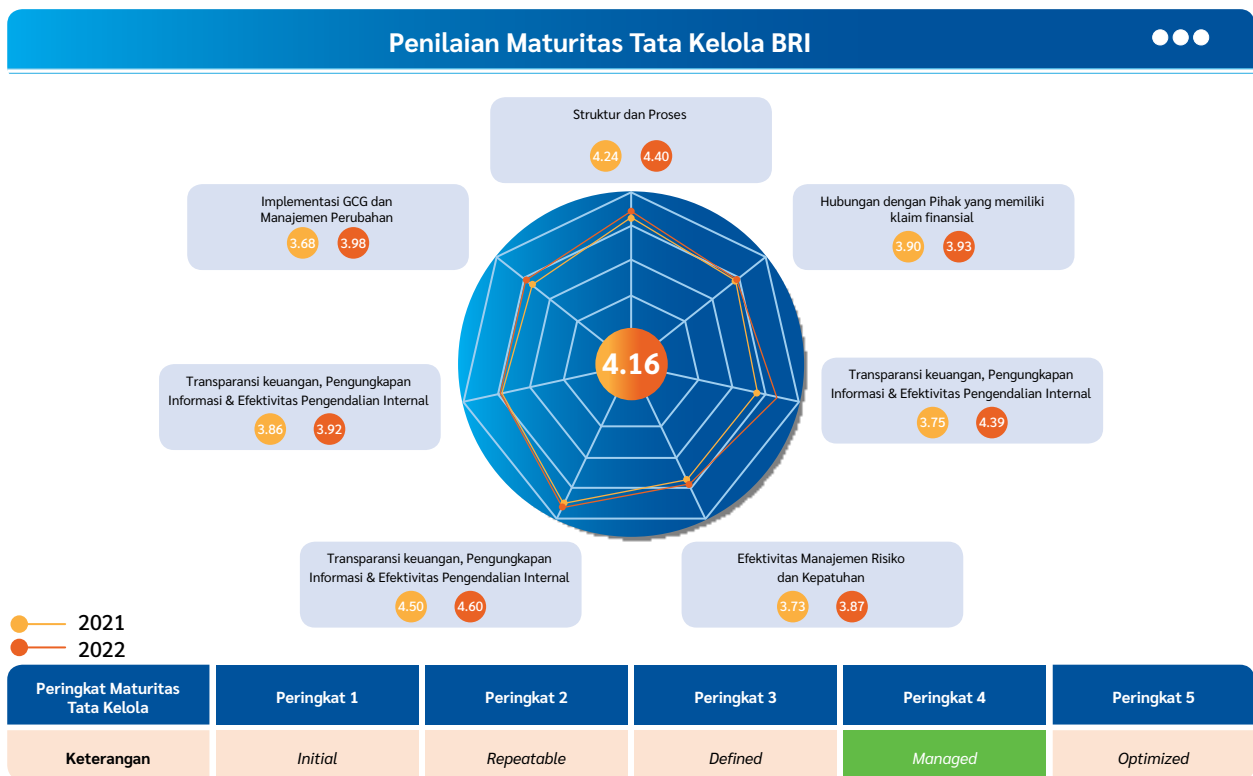 Penilaian Maturitas Tata Kelola BRI
Struktur dan Proses
4.24 4.40
Implementasi GCG dan
Manajemen Perubahan
3.68 3.98
Hubungan dengan Pihak yang memiliki
klaim finansial
3.90 3.93
4.16
Transparansi keuangan, Pengungkapan
Informasi & Efektivitas Pengendalian Internal
3.86 3.92
Transparansi keuangan, Pengungkapan
Informasi & Efektivitas Pengendalian Internal
3.75 4.39
Transparansi keuangan, Pengungkapan
Informasi & Efektivitas Pengendalian Internal
4.50 4.60
Efektivitas Manajemen Risiko
dan Kepatuhan
3.73 3.87
2021
2022
Peringkat Maturitas
Tata Kelola
Peringkat 1
Peringkat 2
Peringkat 3
Peringkat 4
Peringkat 5
Keterangan
Initial
Repeatable
Defined
Managed
Optimized